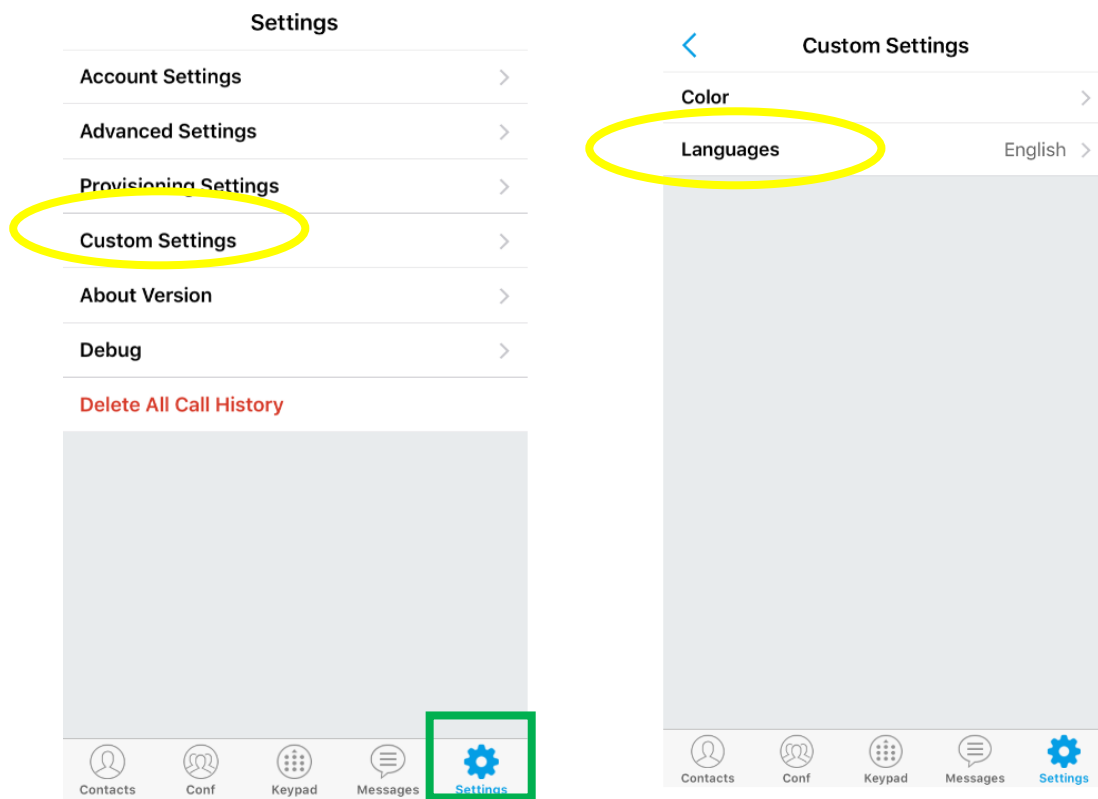 Settings
Account Settings
Advanced Settings
Provisioning Settings
Custom Settings
About Version
Debug
Delete All Call History
Contacts
Conf
Keypad
Messages
Settings
Custom Settings
Color
Languages English
Contacts
Conf
Keypad
Messages
Settings